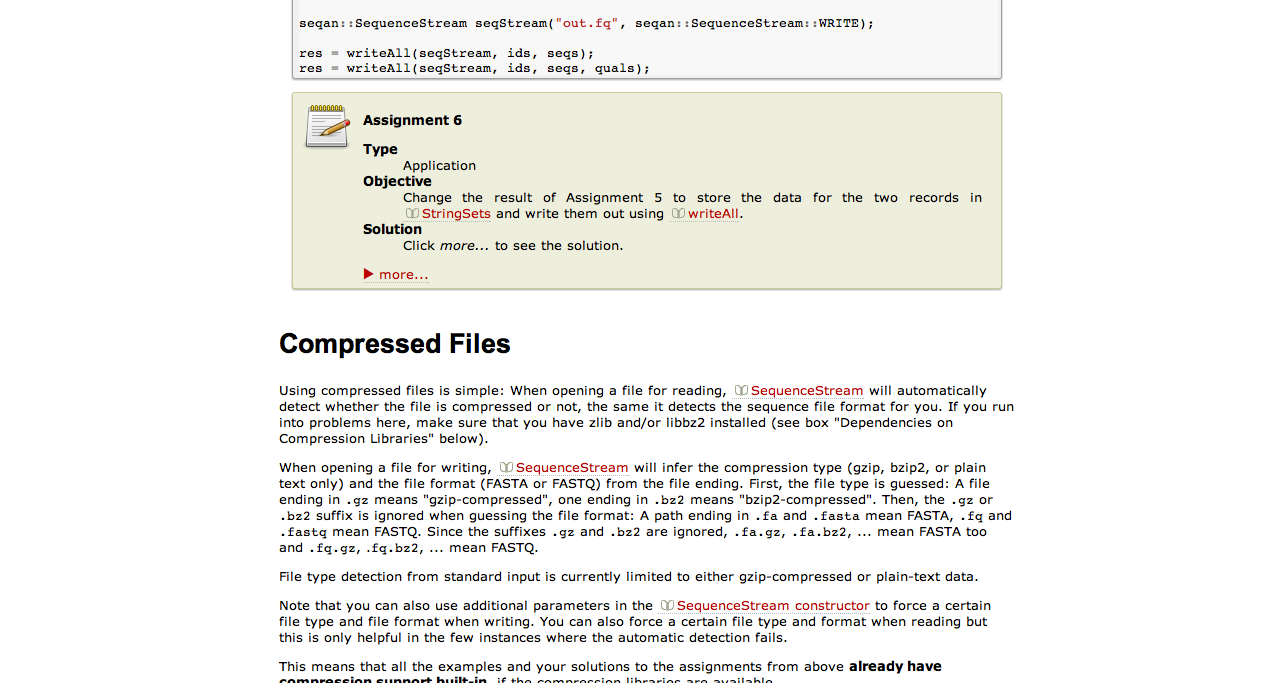 seqan::SequenceStream seqStream("out.fq", seqan::SequenceStream::WRITE);
res = writeAll(seqStream, ids, seqs);
res = writeAll(seqStream, ids, seqs, quals);
Assignment 6
Type
Application
Objective
Change the result of Assignment 5 to store the data for the two records in
StringSets and write them out using writeAll.
Solution
Click more... to see the solution.
more...
Compressed Files
Using compressed files is simple: When opening a file for reading, SequenceStream will automatically
detect whether the file is compressed or not, the same it detects the sequence file format for you. If you run
into problems here, make sure that you have zlib and/or libbz2 installed (see box "Dependencies on
Compression Libraries" below).
When opening a file for writing, SequenceStream will infer the compression type (gzip, bzip2, or plain
text only) and the file format (FASTA or FASTQ) from the file ending. First, the file type is guessed: A file
ending in .gz means "gzip-compressed", one ending in .bz2 means "bzip2-compressed". Then, the .gz or
.bz2 suffix is ignored when guessing the file format: A path ending in .fa and .fasta mean FASTA, .fq and
.fastq mean FASTQ. Since the suffixes .gz and .bz2 are ignored, .fa.gz, .fa.bz2, ... mean FASTA too
and .fq.gz, .fq.bz2, ... mean FASTQ.
File type detection from standard input is currently limited to either gzip-compressed or plain-text data.
Note that you can also use additional parameters in the SequenceStream constructor to force a certain
file type and file format when writing. You can also force a certain file type and format when reading but
this is only helpful in the few instances where the automatic detection fails.
This means that all the examples and your solutions to the assignments from above already have
compression support built-in, if the compression libraries are available.